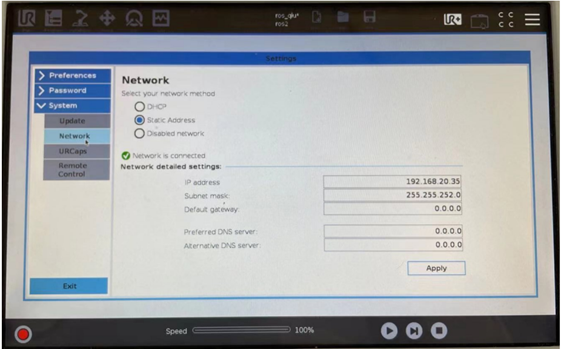 UR
ros_glu*
ros2
UR+
C C
C C
Settings
Preferences
Password
System
Update
Network
URCaps
Remote
Control
Exit
Network
Select your network method
DHCP
Static Address
Disabled network
Network is connected
Network detailed settings:
IP address 192.168.20.35
Subnet mask: 255.255.252.0
Default gateway: 0.0.0.0
Preferred DNS server: 0.0.0.0
Alternative DNS server: 0.0.0.0
Apply
Speed 100%